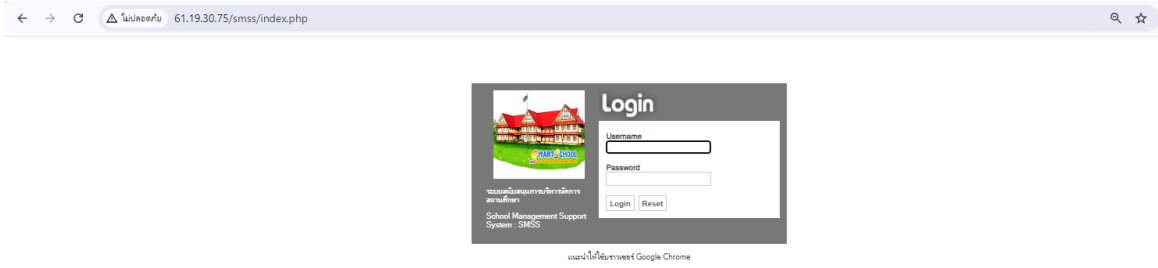 ไม่ปลอดภัย 61.19.30.75/smss/index.php
Login
Username
Password
Login Reset
SMART SCHOOL
ระบบสนับสนุนการบริหารจัดการ
สถานศึกษา
School Management Support
System : SMSS
แนะนำให้ใช้บราวเซอร์ Google Chrome